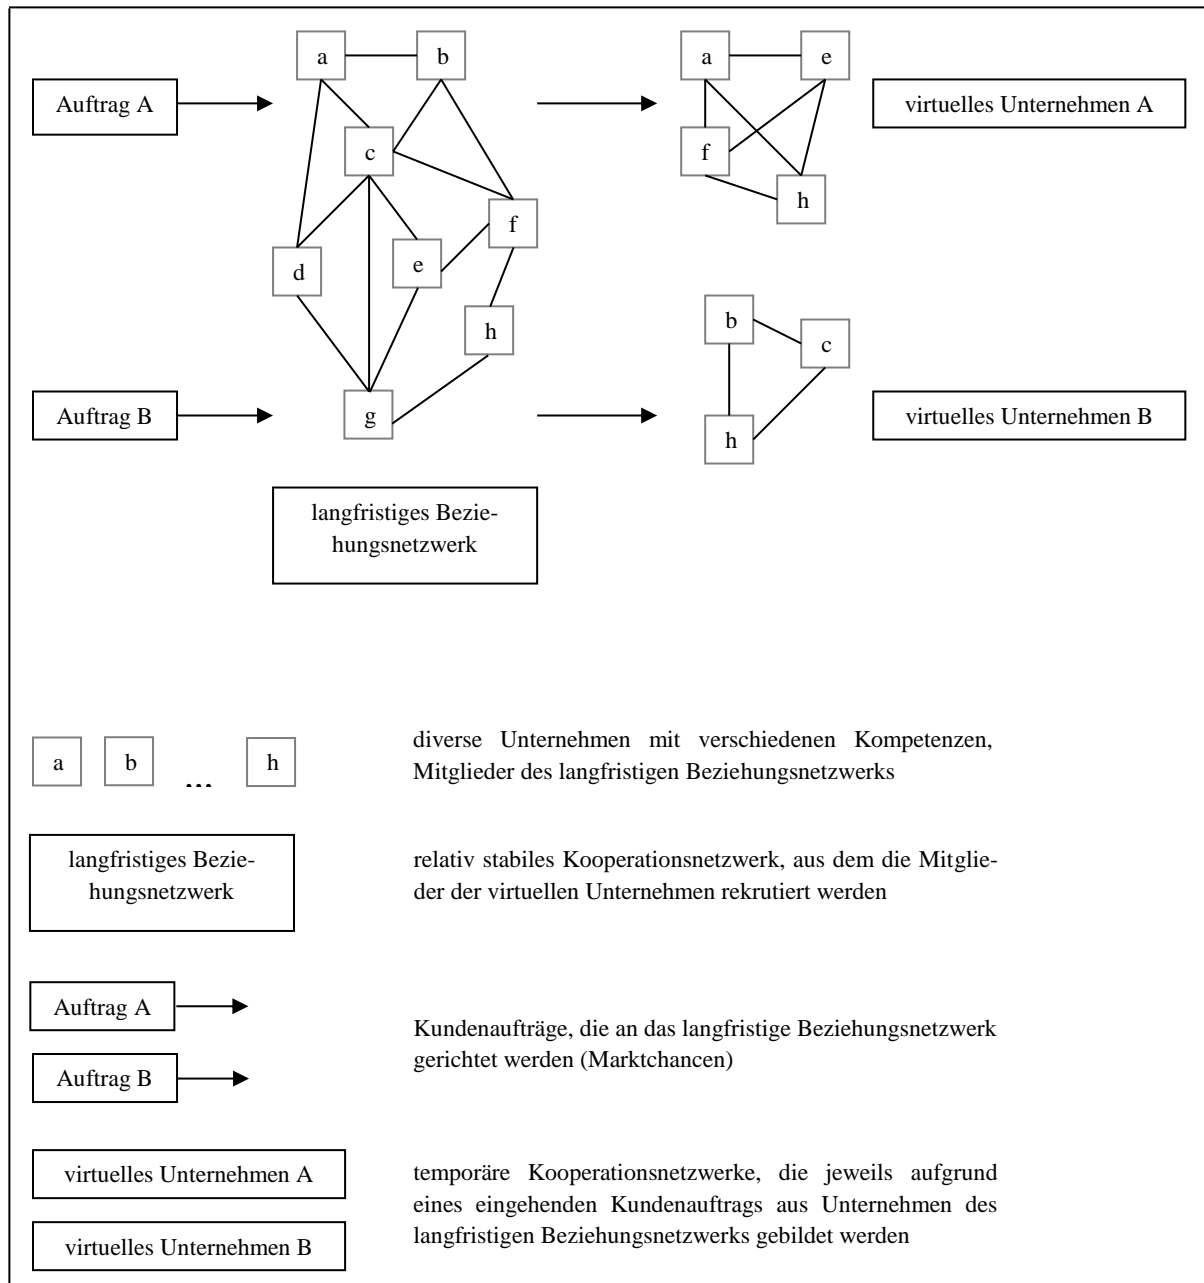 a b
a e
Auftrag A
virtuelles Unternehmen A
c
f
h
f
d
e
h
b
c
g
h
Auftrag B
virtuelles Unternehmen B
langfristiges Bezie-
hungsnetzwerk
a b ... h
diverse Unternehmen mit verschiedenen Kompetenzen,
Mitglieder des langfristigen Beziehungsnetzwerks
langfristiges Bezie-
hungsnetzwerk
relativ stabiles Kooperationsnetzwerk, aus dem die Mitglie-
der der virtuellen Unternehmen rekrutiert werden
Auftrag A
Auftrag B
Kundenaufträge, die an das langfristige Beziehungsnetzwerk
gerichtet werden (Marktchancen)
virtuelles Unternehmen A
virtuelles Unternehmen B
temporäre Kooperationsnetzwerke, die jeweils aufgrund
eines eingehenden Kundenauftrags aus Unternehmen des
langfristigen Beziehungsnetzwerks gebildet werden